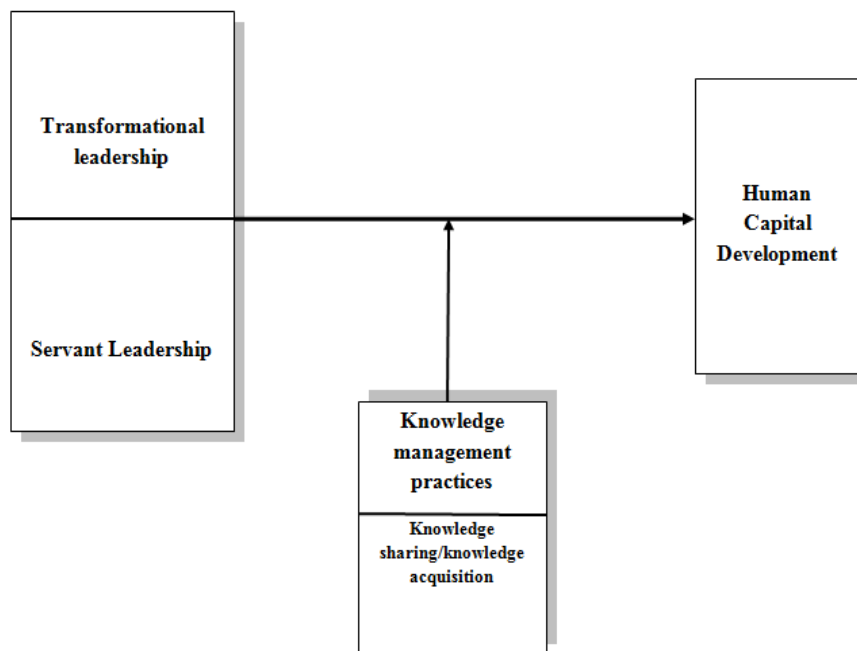 Transformational
leadership
Servant Leadership
Human
Capital
Development
Knowledge
management
practices
Knowledge
sharing/knowledge
acquisition